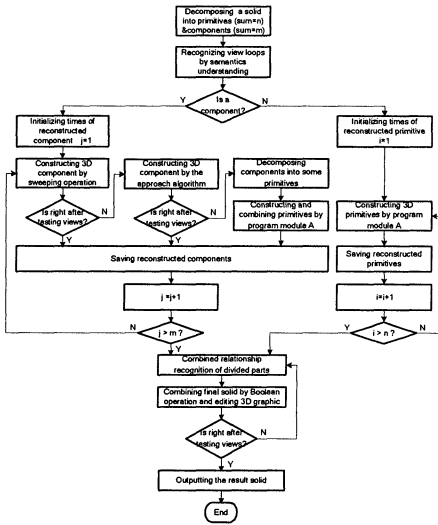 Decomposing a solid
into primitives (sum=n)
&components (sum=m)
Recognizing view loops
by semantics
understanding
Y
Is a
component?
N
Initializing times of
reconstructed
component j=1
Initializing times of
reconstructed primitive
i=1
Constructing 3D
component by
sweeping operation
Constructing 3D
component by the
approach algorithm
Decomposing
components into some
primitives
Is right after
testing views?
N
Is right after
testing views?
N
Constructing and
combining primitives by
program module A
Constructing 3D
primitives by program
module A
Y
Y
Saving reconstructed components
Saving reconstructed
primitives
j =j+1
i=i+1
N
j > m ?
Y
Y
i > n ?
N
Combined relationship
recognition of divided parts
Combining final solid by Boolean
operation and editing 3D graphic
Is right after
testing views?
N
Y
Outputting the result solid
End